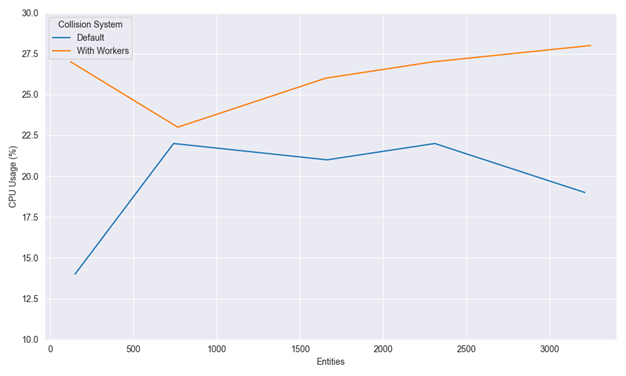 30.0
27.5
25.0
22.5
20.0
17.5
15.0
12.5
10.0
CPU Usage (%)
Collision System
Default
With Workers
0 500 1000 1500 2000 2500 3000
Entities